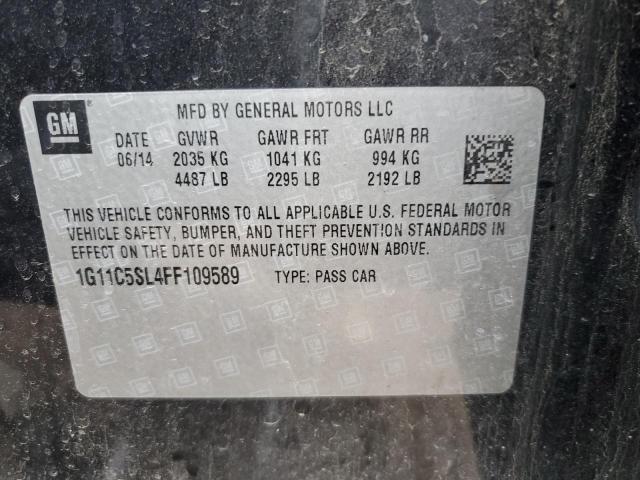 GM
MFD BY GENERAL MOTORS LLC
DATE GVWR GAWR FRT GAWR RR
06/14 2035 KG 1041 KG 994 KG
4487 LB 2295 LB 2192 LB
THIS VEHICLE CONFORMS TO ALL APPLICABLE U.S. FEDERAL MOTOR
VEHICLE SAFETY, BUMPER, AND THEFT PREVENTION STANDARDS IN
EFFECT ON THE DATE OF MANUFACTURE SHOWN ABOVE.
1G11C5SL4FF109589 TYPE: PASS CAR